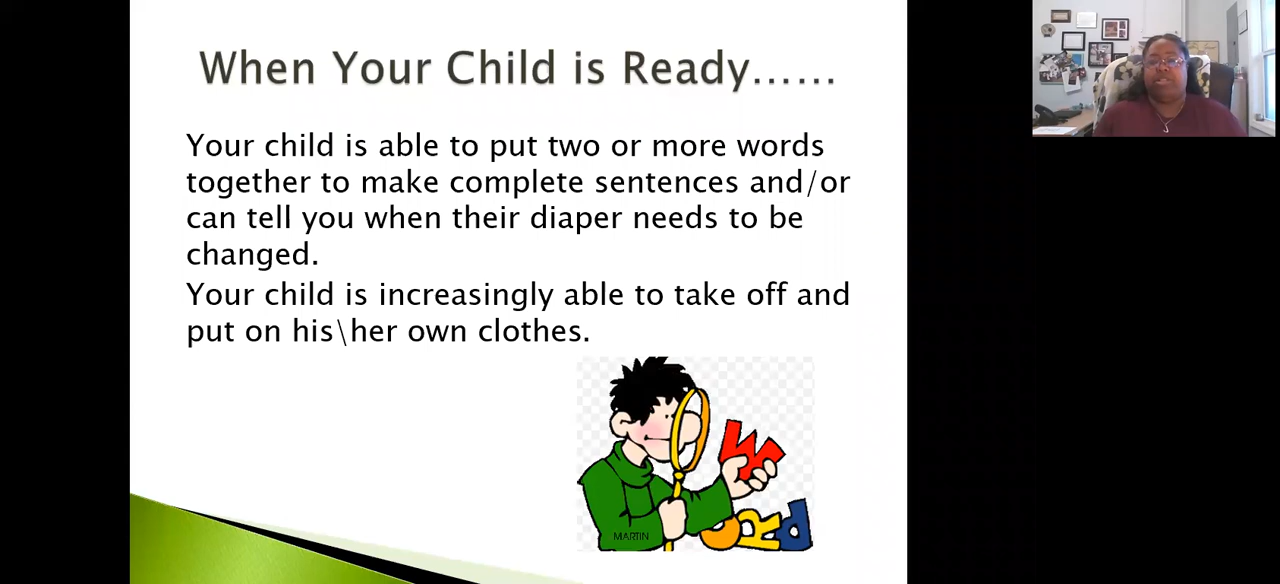 When Your Child is Ready......
Your child is able to put two or more words
together to make complete sentences and/or
can tell you when their diaper needs to be
changed.
Your child is increasingly able to take off and
put on his\her own clothes.
W
ORd
MARTIN